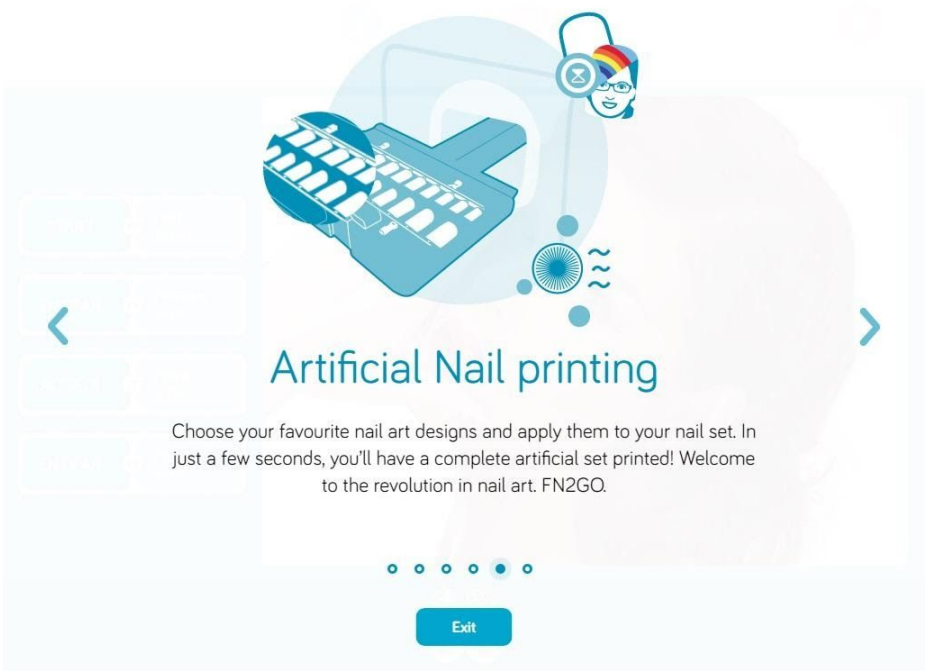 Artificial Nail printing
Choose your favourite nail art designs and apply them to your nail set. In
just a few seconds, you'll have a complete artificial set printed! Welcome
to the revolution in nail art. FN2GO.
Exit